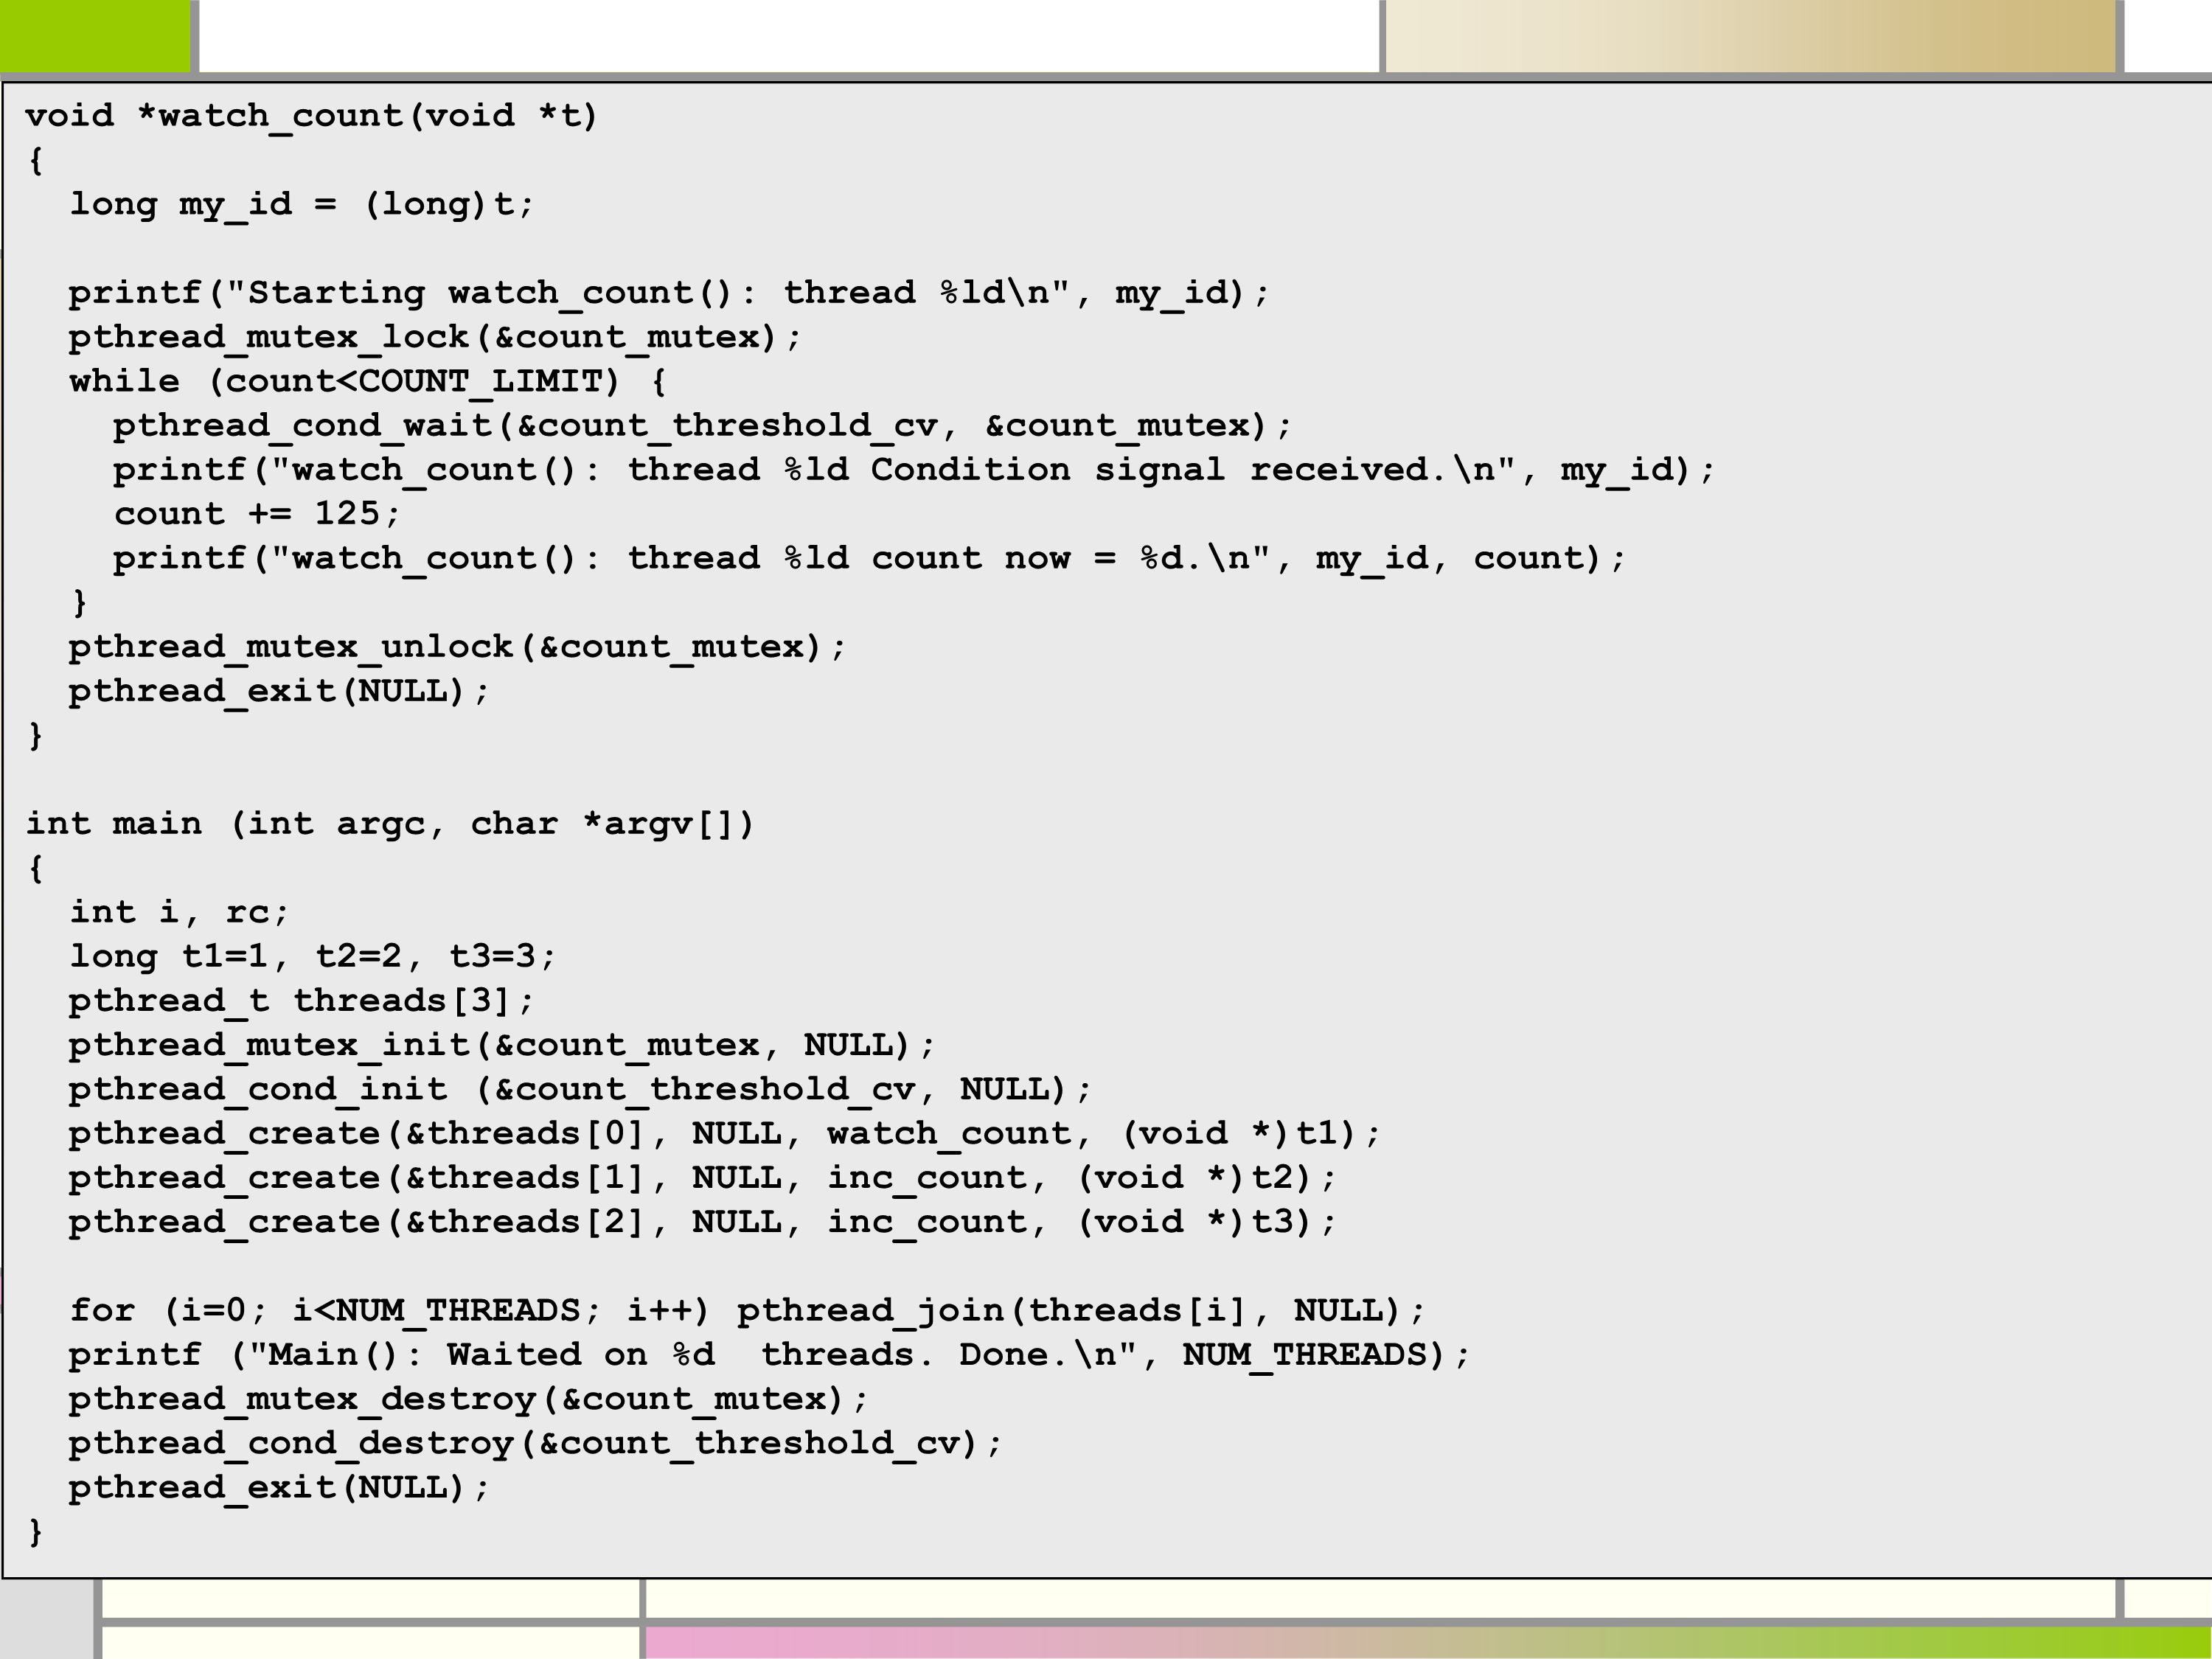 void *watch_count(void *t)
{
  long my_id = (long)t;

  printf("Starting watch_count(): thread %ld\n", my_id);
  pthread_mutex_lock(&count_mutex);
  while (count<COUNT_LIMIT) {
    pthread_cond_wait(&count_threshold_cv, &count_mutex);
    printf("watch_count(): thread %ld Condition signal received.\n", my_id);
    count += 125;
    printf("watch_count(): thread %ld count now = %d.\n", my_id, count);
  }
  pthread_mutex_unlock(&count_mutex);
  pthread_exit(NULL);
}

int main (int argc, char *argv[])
{
  int i, rc;
  long t1=1, t2=2, t3=3;
  pthread_t threads[3];
  pthread_mutex_init(&count_mutex, NULL);
  pthread_cond_init (&count_threshold_cv, NULL);
  pthread_create(&threads[0], NULL, watch_count, (void *)t1);
  pthread_create(&threads[1], NULL, inc_count, (void *)t2);
  pthread_create(&threads[2], NULL, inc_count, (void *)t3);

  for (i=0; i<NUM_THREADS; i++) pthread_join(threads[i], NULL);
  printf ("Main(): Waited on %d  threads. Done.\n", NUM_THREADS);
  pthread_mutex_destroy(&count_mutex);
  pthread_cond_destroy(&count_threshold_cv);
  pthread_exit(NULL);
}